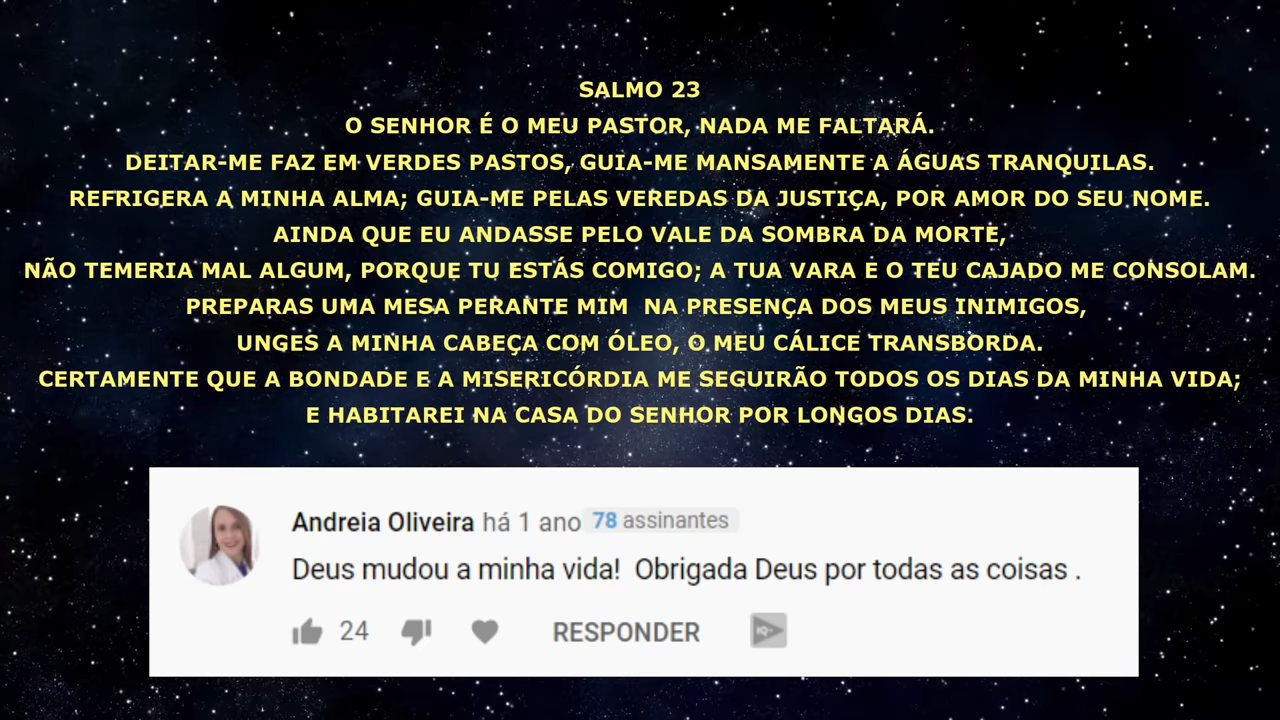 SALMO 23
O SENHOR É O MEU PASTOR, NADA ME FALTARÁ.
DEITAR-ME FAZ EM VERDES PASTOS, GUIA-ME MANSAMENTE A ÁGUAS TRANQUILAS.
REFRIGERA A MINHA ALMA; GUIA-ME PELAS VEREDAS DA JUSTIÇA, POR AMOR DO SEU NOME.
AINDA QUE EU ANDASSE PELO VALE DA SOMBRA DA MORTE,
NÃO TEMERIA MAL ALGUM, PORQUE TU ESTÁS COMIGO; A TUA VARA E O TEU CAJADO ME CONSOLAM.
PREPARAS UMA MESA PERANTE MIM  NA PRESENÇA DOS MEUS INIMIGOS,
UNGES A MINHA CABEÇA COM ÓLEO, O MEU CÁLICE TRANSBORDA.
CERTAMENTE QUE A BONDADE E A MISERICÓRDIA ME SEGUIRÃO TODOS OS DIAS DA MINHA VIDA;
E HABITAREI NA CASA DO SENHOR POR LONGOS DIAS.
Andreia Oliveira há 1 ano 78 assinantes
Deus mudou a minha vida!  Obrigada Deus por todas as coisas .
24 RESPONDER